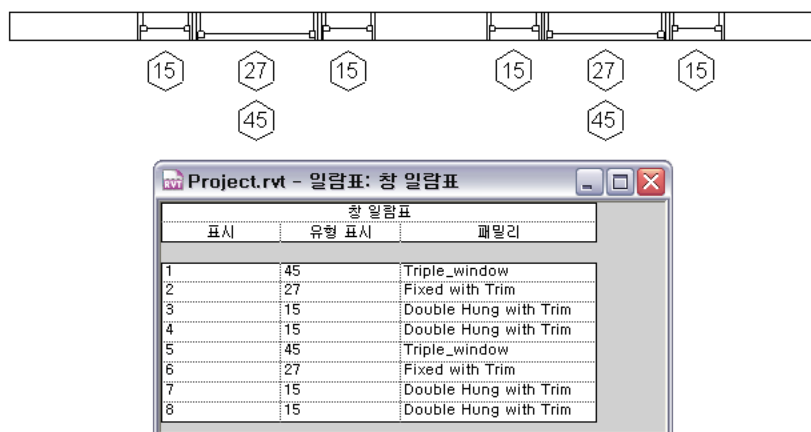 15 27 15 15 27 15
45 45
Project.rvt - 일람표: 창 일람표
창 일람표
표시 유형 표시 패밀리
1 45 Triple_window
2 27 Fixed with Trim
3 15 Double Hung with Trim
4 15 Double Hung with Trim
5 45 Triple_window
6 27 Fixed with Trim
7 15 Double Hung with Trim
8 15 Double Hung with Trim